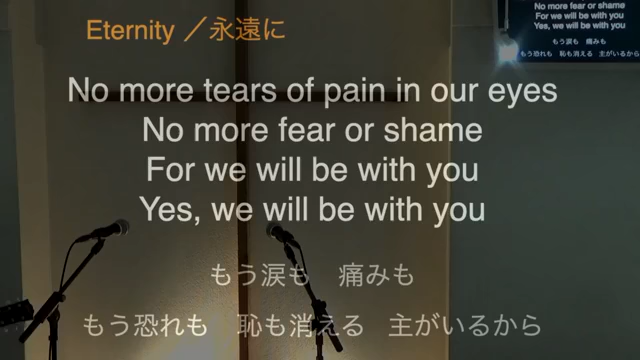 Eternity ／永遠に
No more fear or shame
For we will be with you
Yes, we will be with you
もう涙も 痛みも
もう恐れも 恥も消える 主がいるから
No more tears of pain in our eyes
No more fear or shame
For we will be with you
Yes, we will be with you
もう涙も 痛みも
もう恐れも 恥も消える 主がいるから